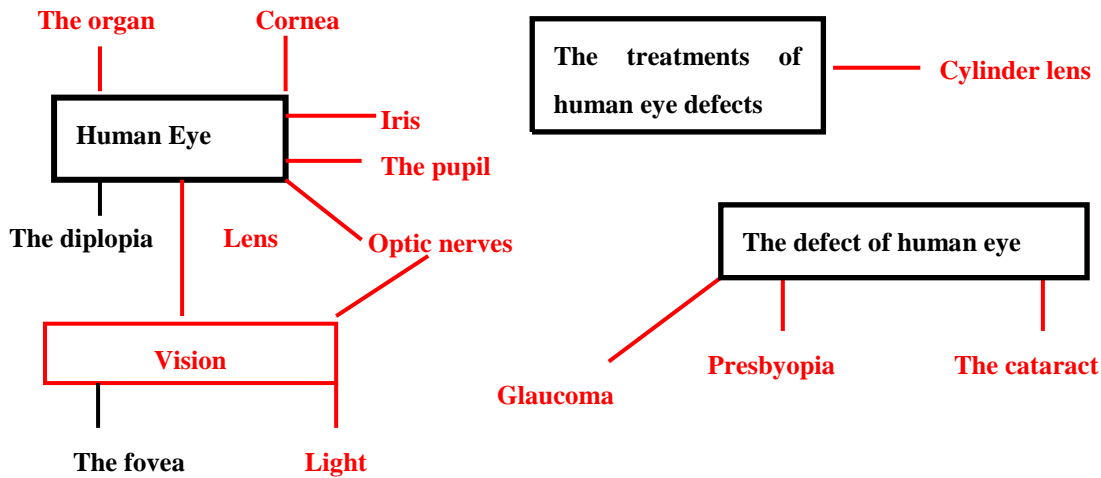 The organ
Cornea
The treatments of
human eye defects
Cylinder lens
Human Eye
Iris
The pupil
The diplopia
Lens
Optic nerves
The defect of human eye
Vision
Glaucoma
Presbyopia
The cataract
The fovea
Light